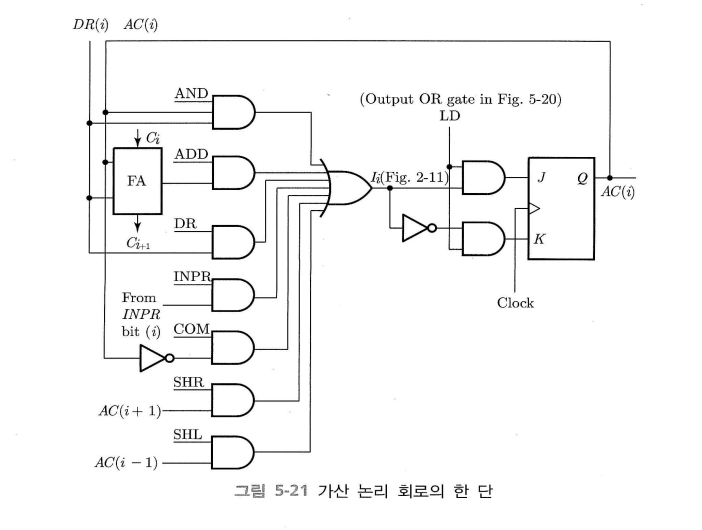 DR(i) AC(i)
AND
(Output OR gate in Fig. 5-20)
LD
C_i
ADD
FA
I_i(Fig. 2-11)
J
Q
AC(i)
C_{i+1}
DR
K
INPR
From
INPR
bit (i)
Clock
COM
SHR
AC(i + 1)
SHL
AC(i − 1)
그림 5-21 가산 논리 회로의 한 단